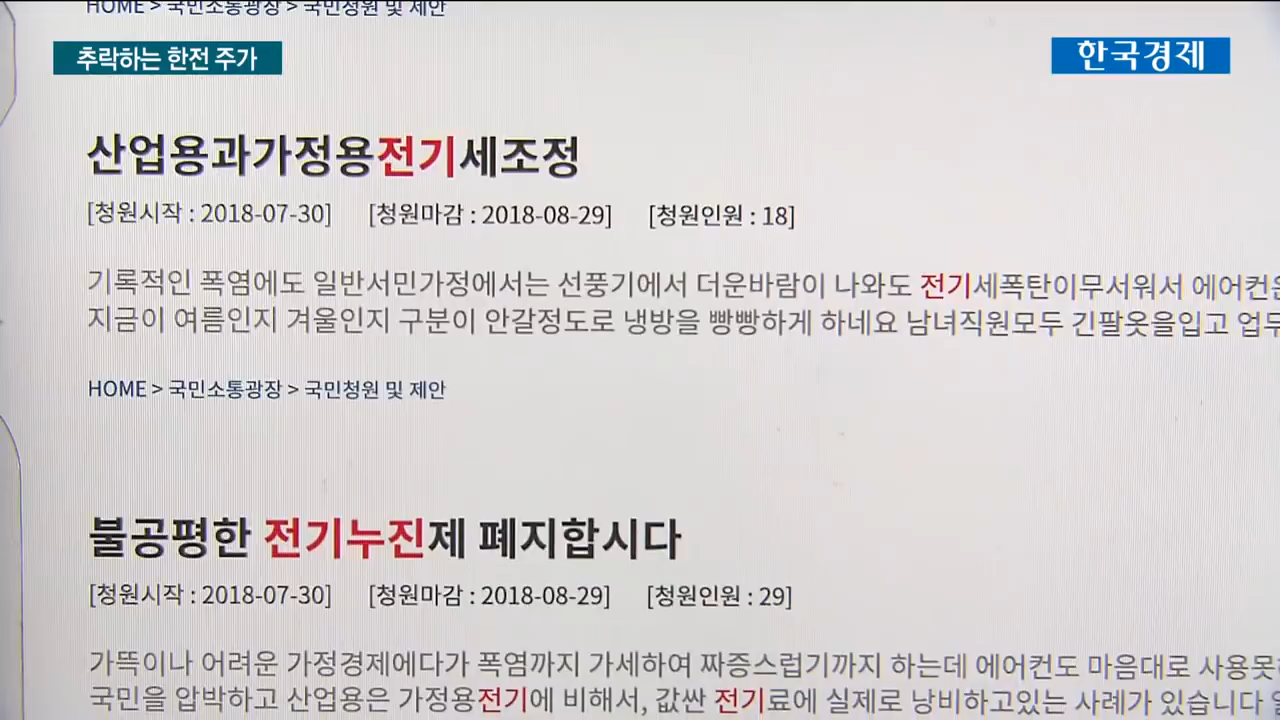 HOME > 국민소통광장 > 국민청원 및 제안
추락하는 한전 주가
한국경제
산업용과가정용전기세조정
[청원시작 : 2018-07-30] [청원마감 : 2018-08-29] [청원인원 : 18]
기록적인 폭염에도 일반서민가정에서는 선풍기에서 더운바람이 나와도 전기세폭탄이무서워서 에어컨은
지금이 여름인지 겨울인지 구분이 안갈정도로 냉방을 빵빵하게 하네요 남녀직원모두 긴팔옷을입고 업무
HOME > 국민소통광장 > 국민청원 및 제안
불공평한 전기누진제 폐지합시다
[청원시작 : 2018-07-30] [청원마감 : 2018-08-29] [청원인원 : 29]
가뜩이나 어려운 가정경제에다가 폭염까지 가세하여 짜증스럽기까지 하는데 에어컨도 마음대로
국민을 압박하고 산업용은 가정용전기에 비해서, 값싼 전기료에 실제로 낭비하고있는 사례가 있습니다